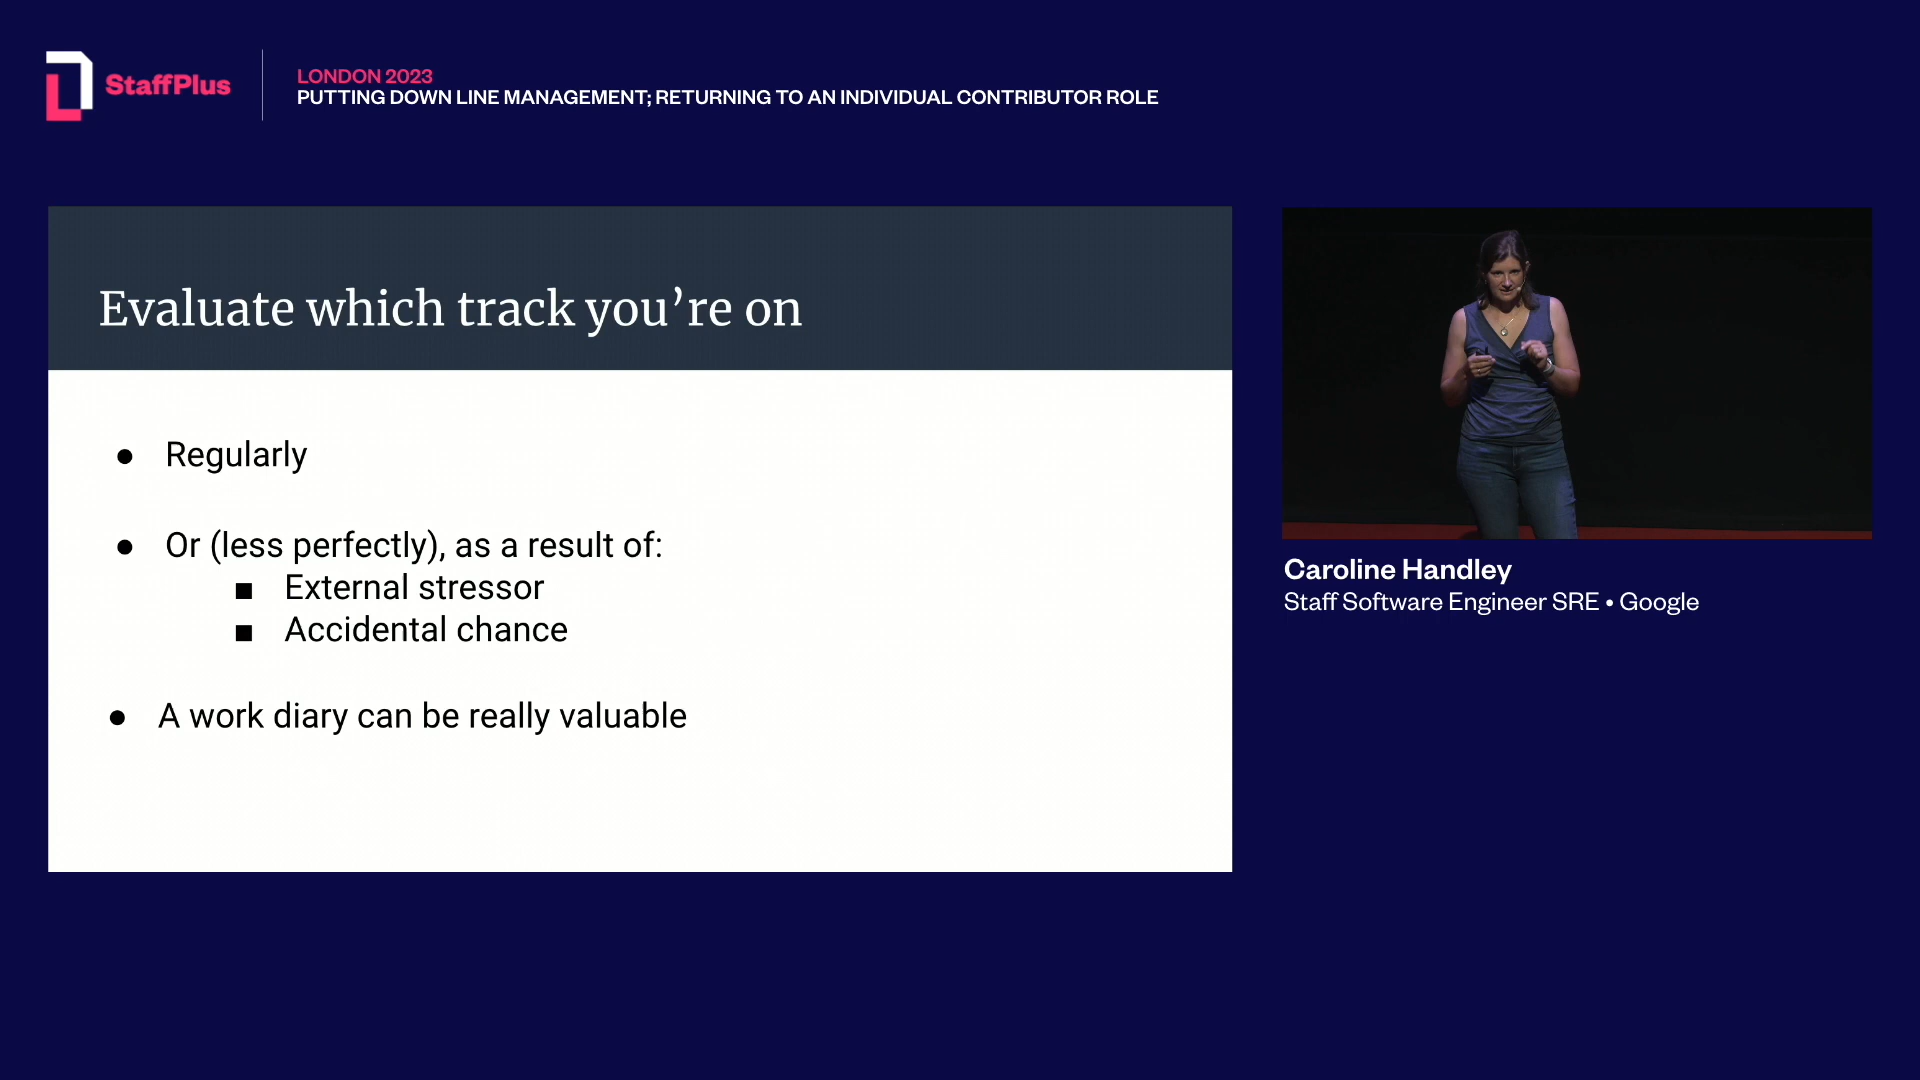 StaffPlus
LONDON 2023
PUTTING DOWN LINE MANAGEMENT; RETURNING TO AN INDIVIDUAL CONTRIBUTOR ROLE
Evaluate which track you’re on
● Regularly
● Or (less perfectly), as a result of:
■ External stressor
■ Accidental chance
● A work diary can be really valuable
Caroline Handley
Staff Software Engineer SRE • Google